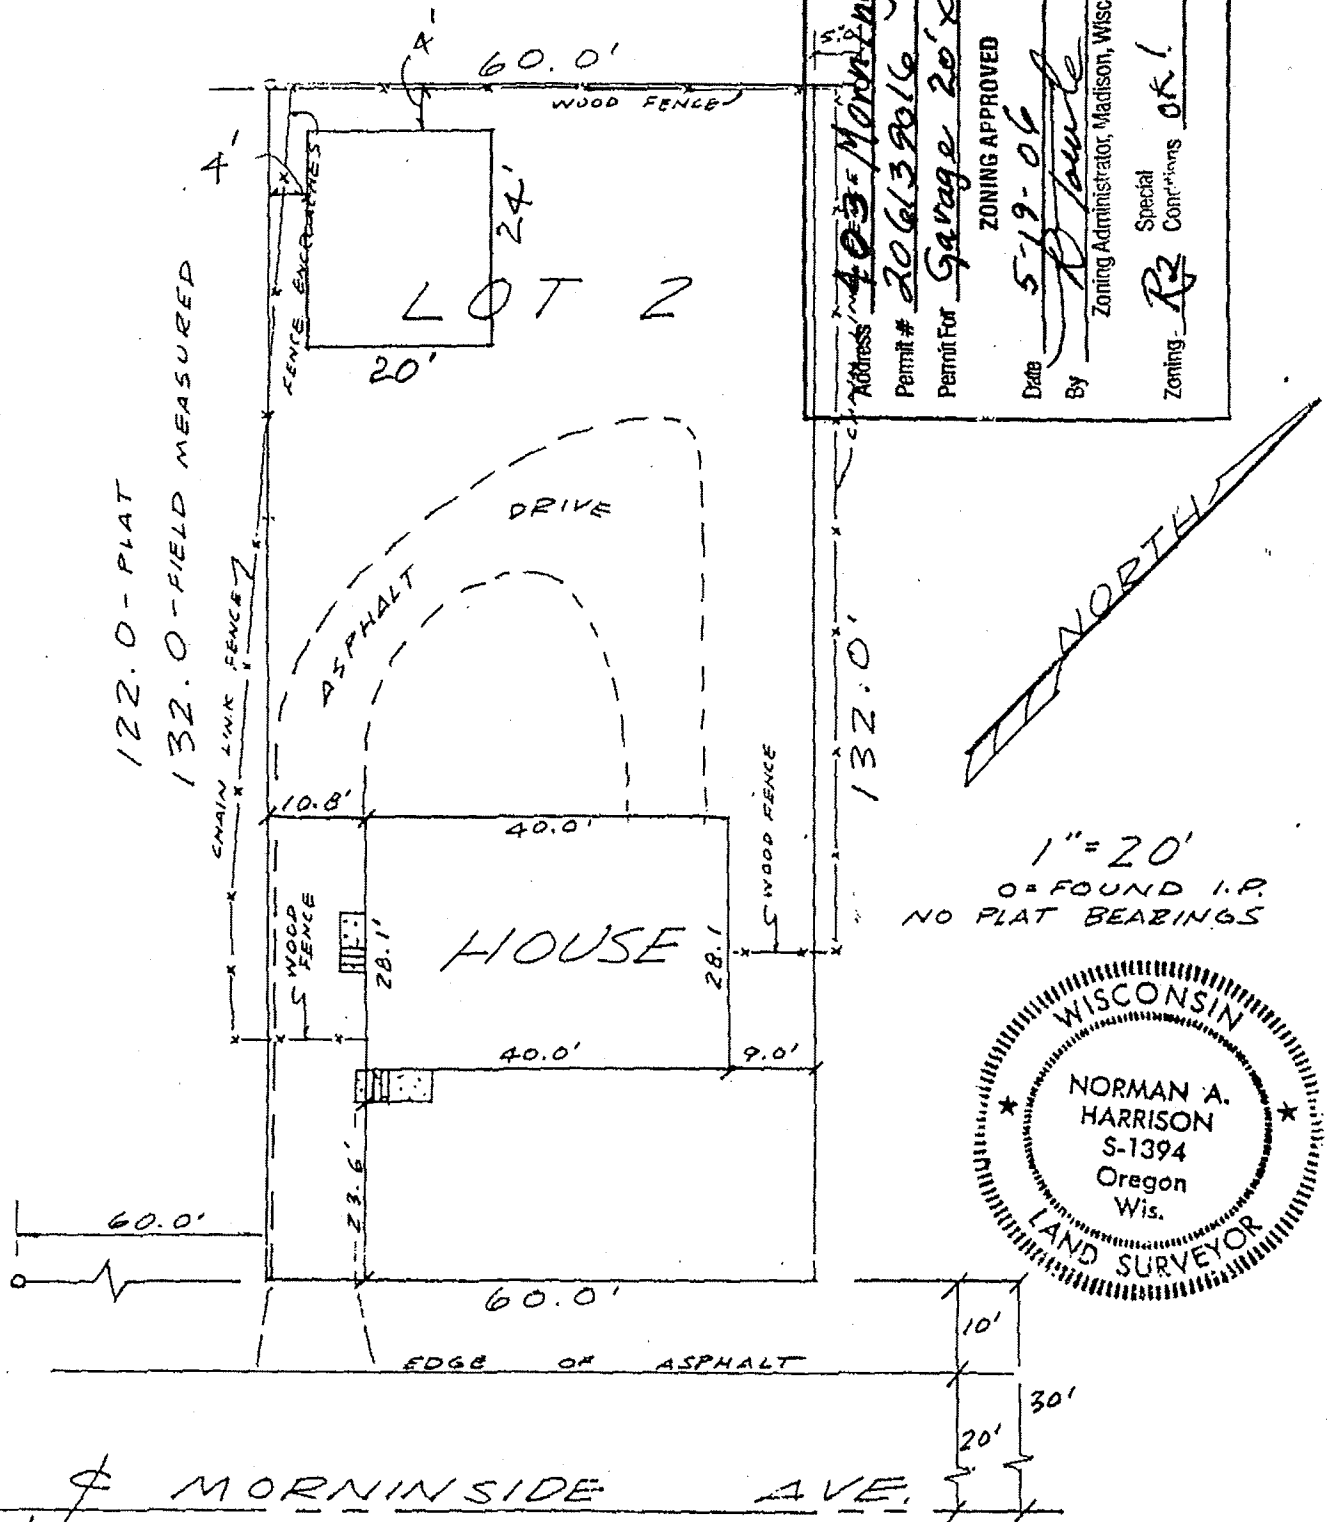 4'
60.0'
5.0
WOOD FENCE
4'
FENCE ENCROACHES
24'
LOT 2
20'
122.0 - PLAT
132.0 - FIELD MEASURED
CHAIN LINK FENCE
ASPHALT
DRIVE
132.0'
10.8'
40.0'
WOOD FENCE
WOOD
FENCE
28.1'
HOUSE
28.1
40.0'
9.0'
23.6'
60.0'
60.0'
EDGE OF ASPHALT
10'
20'
30'
₵ MORNINSIDE AVE.
Address 403
Permit #
Permit For Garage 20' x
ZONING APPROVED
Date 5-19-06
By
Zoning Administrator, Madison, Wisc
Zoning R2 Special Conditions OK!
NORTH
1" = 20'
O = FOUND I.P.
NO PLAT BEARINGS
WISCONSIN
NORMAN A.
HARRISON
S-1394
Oregon
Wis.
LAND SURVEYOR